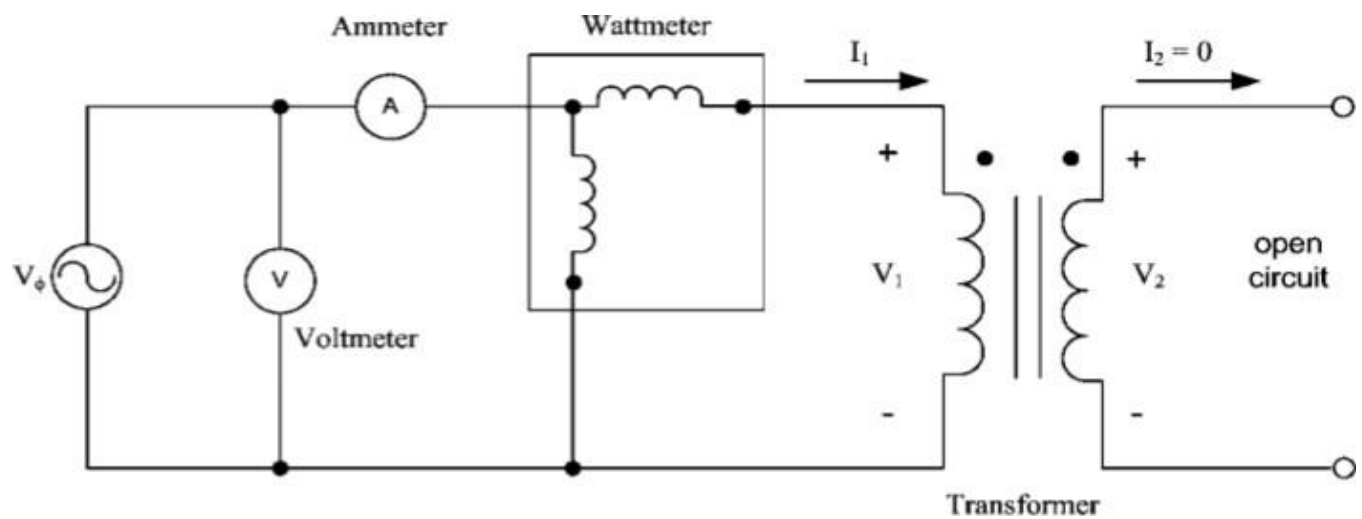 Ammeter
Wattmeter
I₁
I₂ = 0
A
+
+
Vϕ
V
V₁
V₂
open
circuit
Voltmeter
-
-
Transformer